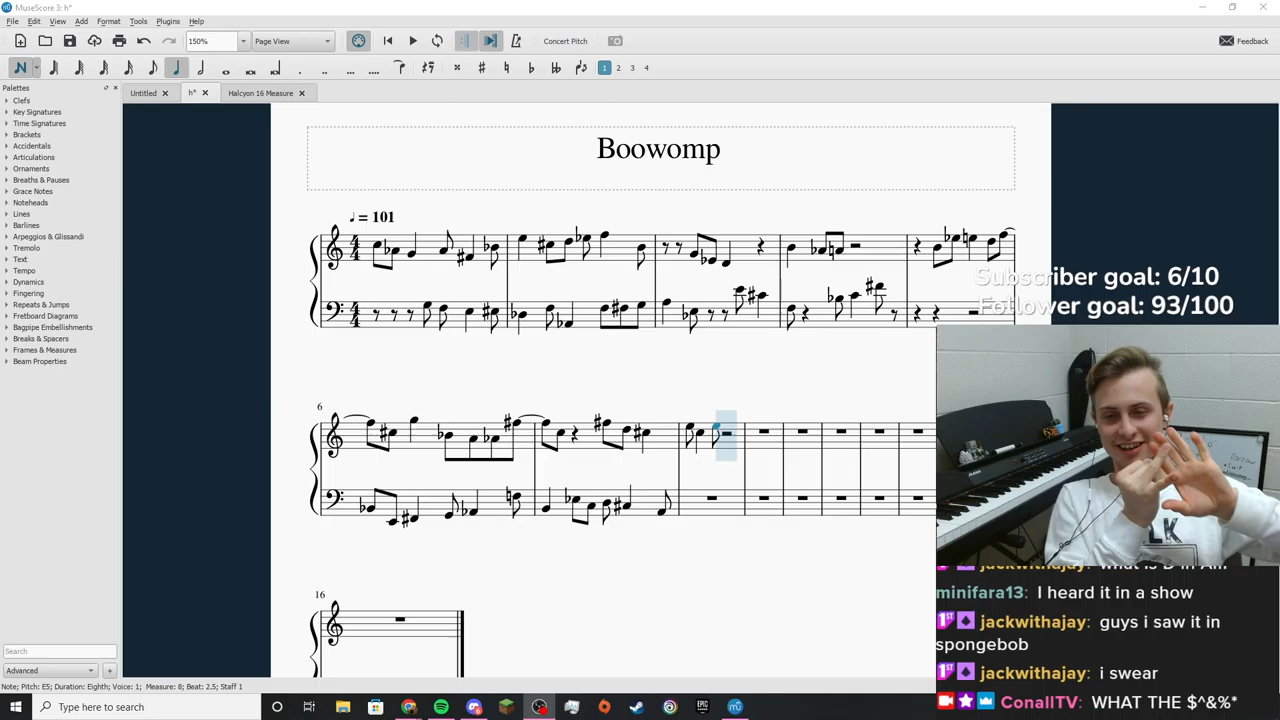 MuseScore 3: h*
File Edit View Add Format Tools Plugins Help
150% Page View Concert Pitch Feedback
1 2 3 4
Palettes
Untitled h* Halcyon 16 Measure
Clefs
Key Signatures
Time Signatures
Brackets
Accidentals
Articulations
Ornaments
Breaths & Pauses
Grace Notes
Noteheads
Lines
Barlines
Arpeggios & Glissandi
Tremolo
Text
Tempo
Dynamics
Fingering
Repeats & Jumps
Fretboard Diagrams
Bagpipe Embellishments
Breaks & Spacers
Frames & Measures
Beam Properties
Boowomp
= 101
Subscriber goal: 6/10
Follower goal: 93/100
6
16
jackwithajay: what is D in Am
minifara13: I heard it in a show
jackwithajay: guys i saw it in
spongebob
jackwithajay: i swear
ConallTV: WHAT THE $^&%*
Search
Advanced
Note; Pitch: E5; Duration: Eighth; Voice: 1; Measure: 8; Beat: 2.5; Staff 1
Type here to search